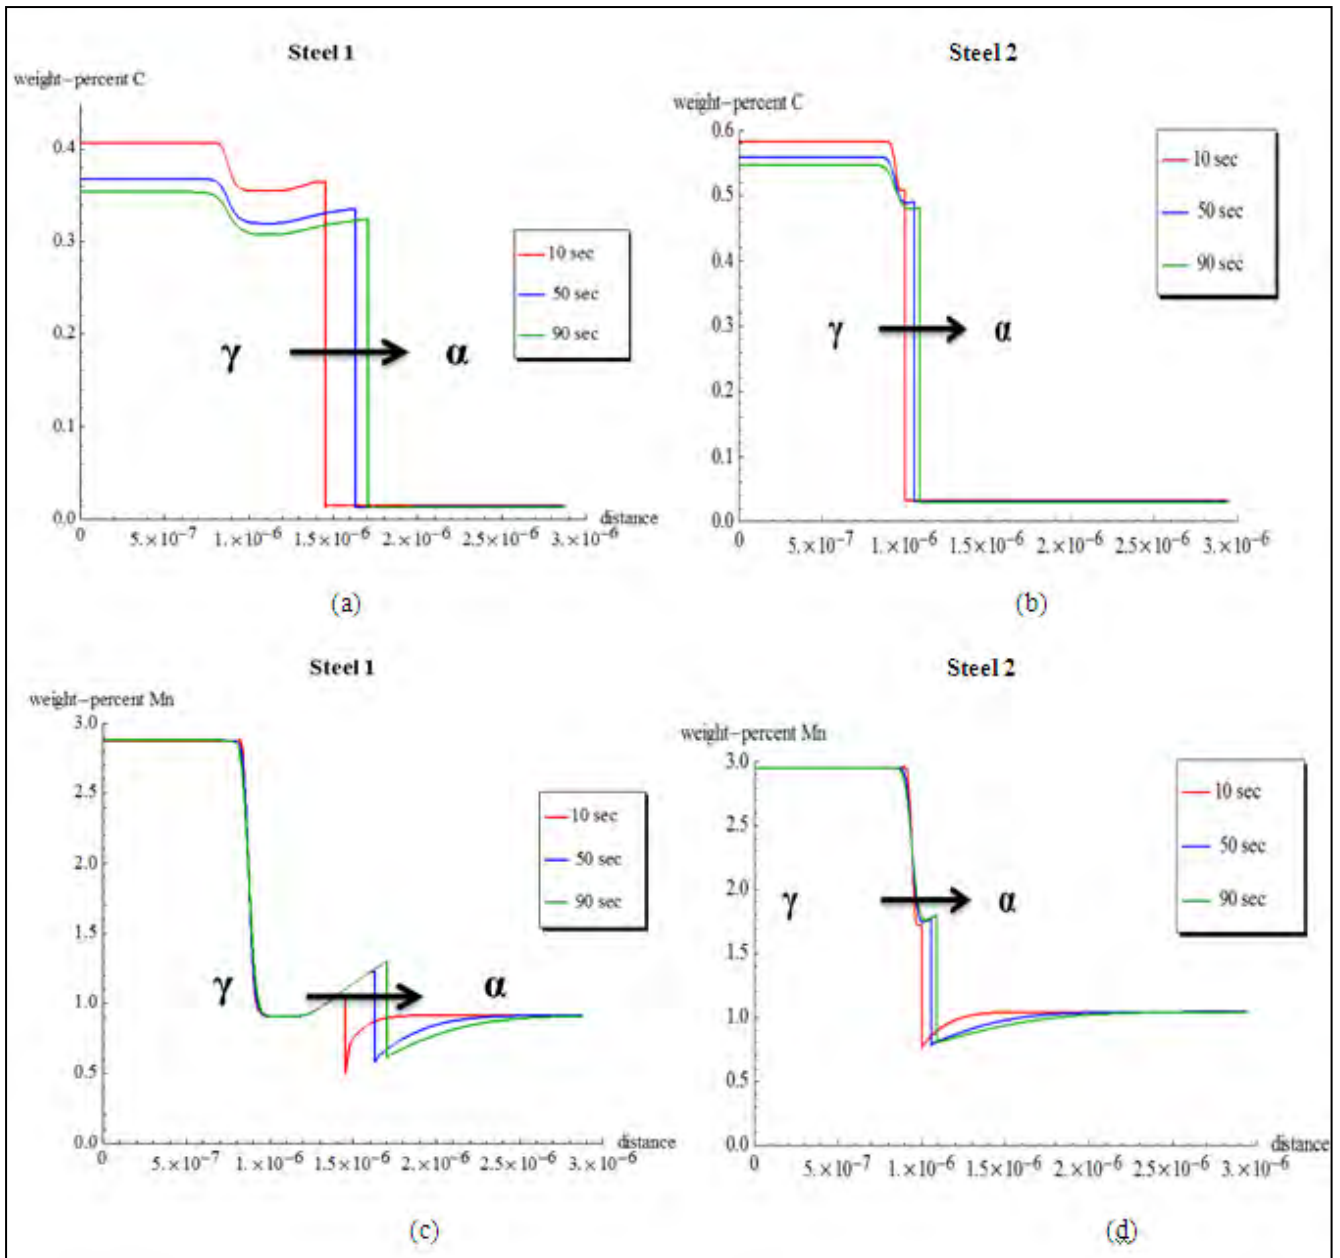 Steel 1
weight−percent C
0.4
0.3
0.2
0.1
0.0
γ
α
10 sec
50 sec
90 sec
distance
0
5.×10−7
1.×10−6
1.5×10−6
2.×10−6
2.5×10−6
3.×10−6
(a)
Steel 2
weight−percent C
0.6
0.5
0.4
0.3
0.2
0.1
0.0
γ
α
10 sec
50 sec
90 sec
0
5.×10−7
1.×10−6
1.5×10−6
2.×10−6
2.5×10−6
3.×10−6
(b)
Steel 1
weight−percent Mn
3.0
2.5
2.0
1.5
1.0
0.5
0.0
γ
α
10 sec
50 sec
90 sec
distance
0
5.×10−7
1.×10−6
1.5×10−6
2.×10−6
2.5×10−6
3.×10−6
(c)
Steel 2
weight−percent Mn
3.0
2.5
2.0
1.5
1.0
0.5
0.0
γ
α
10 sec
50 sec
90 sec
distance
0
5.×10−7
1.×10−6
1.5×10−6
2.×10−6
2.5×10−6
3.×10−6
(d)